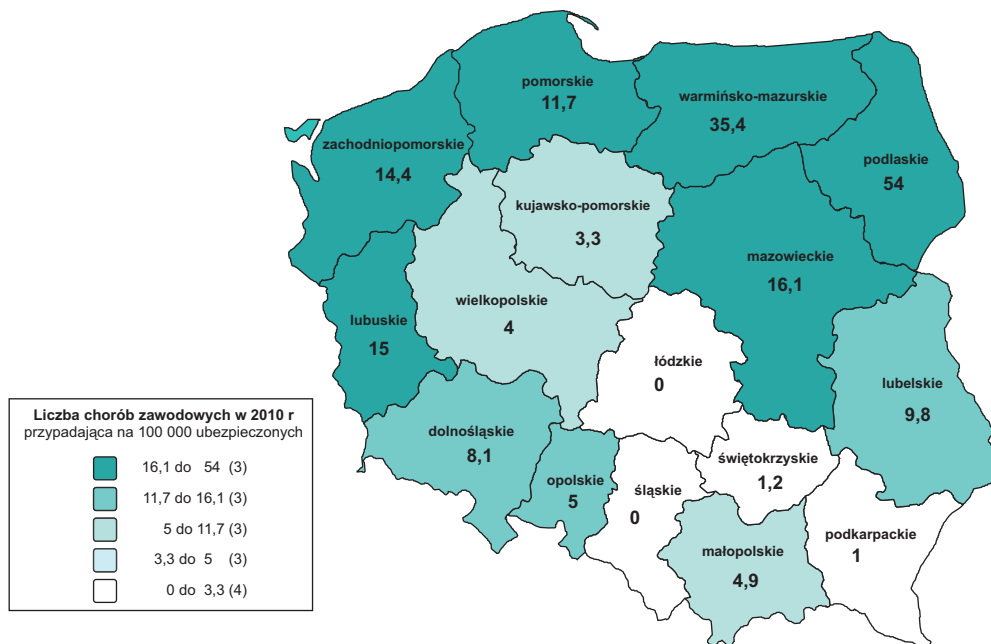 pomorskie
11,7
warmińsko-mazurskie
35,4
zachodniopomorskie
14,4
podlaskie
54
kujawsko-pomorskie
3,3
mazowieckie
16,1
wielkopolskie
4
lubuskie
15
łódzkie
0
lubelskie
9,8
dolnośląskie
8,1
opolskie
5
śląskie
0
świętokrzyskie
1,2
małopolskie
4,9
podkarpackie
1
Liczba chorób zawodowych w 2010 r
przypadająca na 100 000 ubezpieczonych
16,1 do 54 (3)
11,7 do 16,1 (3)
5 do 11,7 (3)
3,3 do 5 (3)
0 do 3,3 (4)